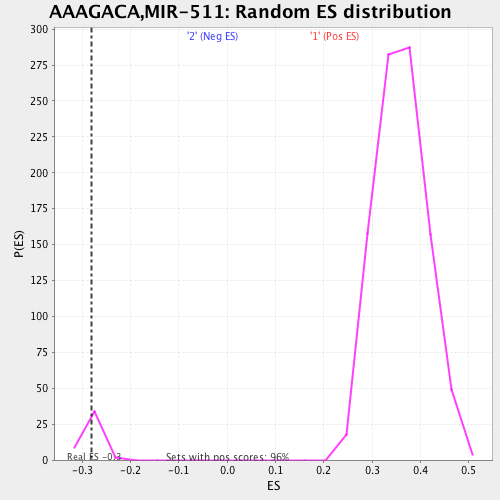 AAAGACA,MIR-511: Random ES distribution
'2' (Neg ES) '1' (Pos ES)
300
275
250
225
200
175
150
125
100
75
50
25
0
P(ES)
Real ES -0.3 Sets with pos scores: 96%
-0.3 -0.2 -0.1 0.0 0.1 0.2 0.3 0.4 0.5
ES